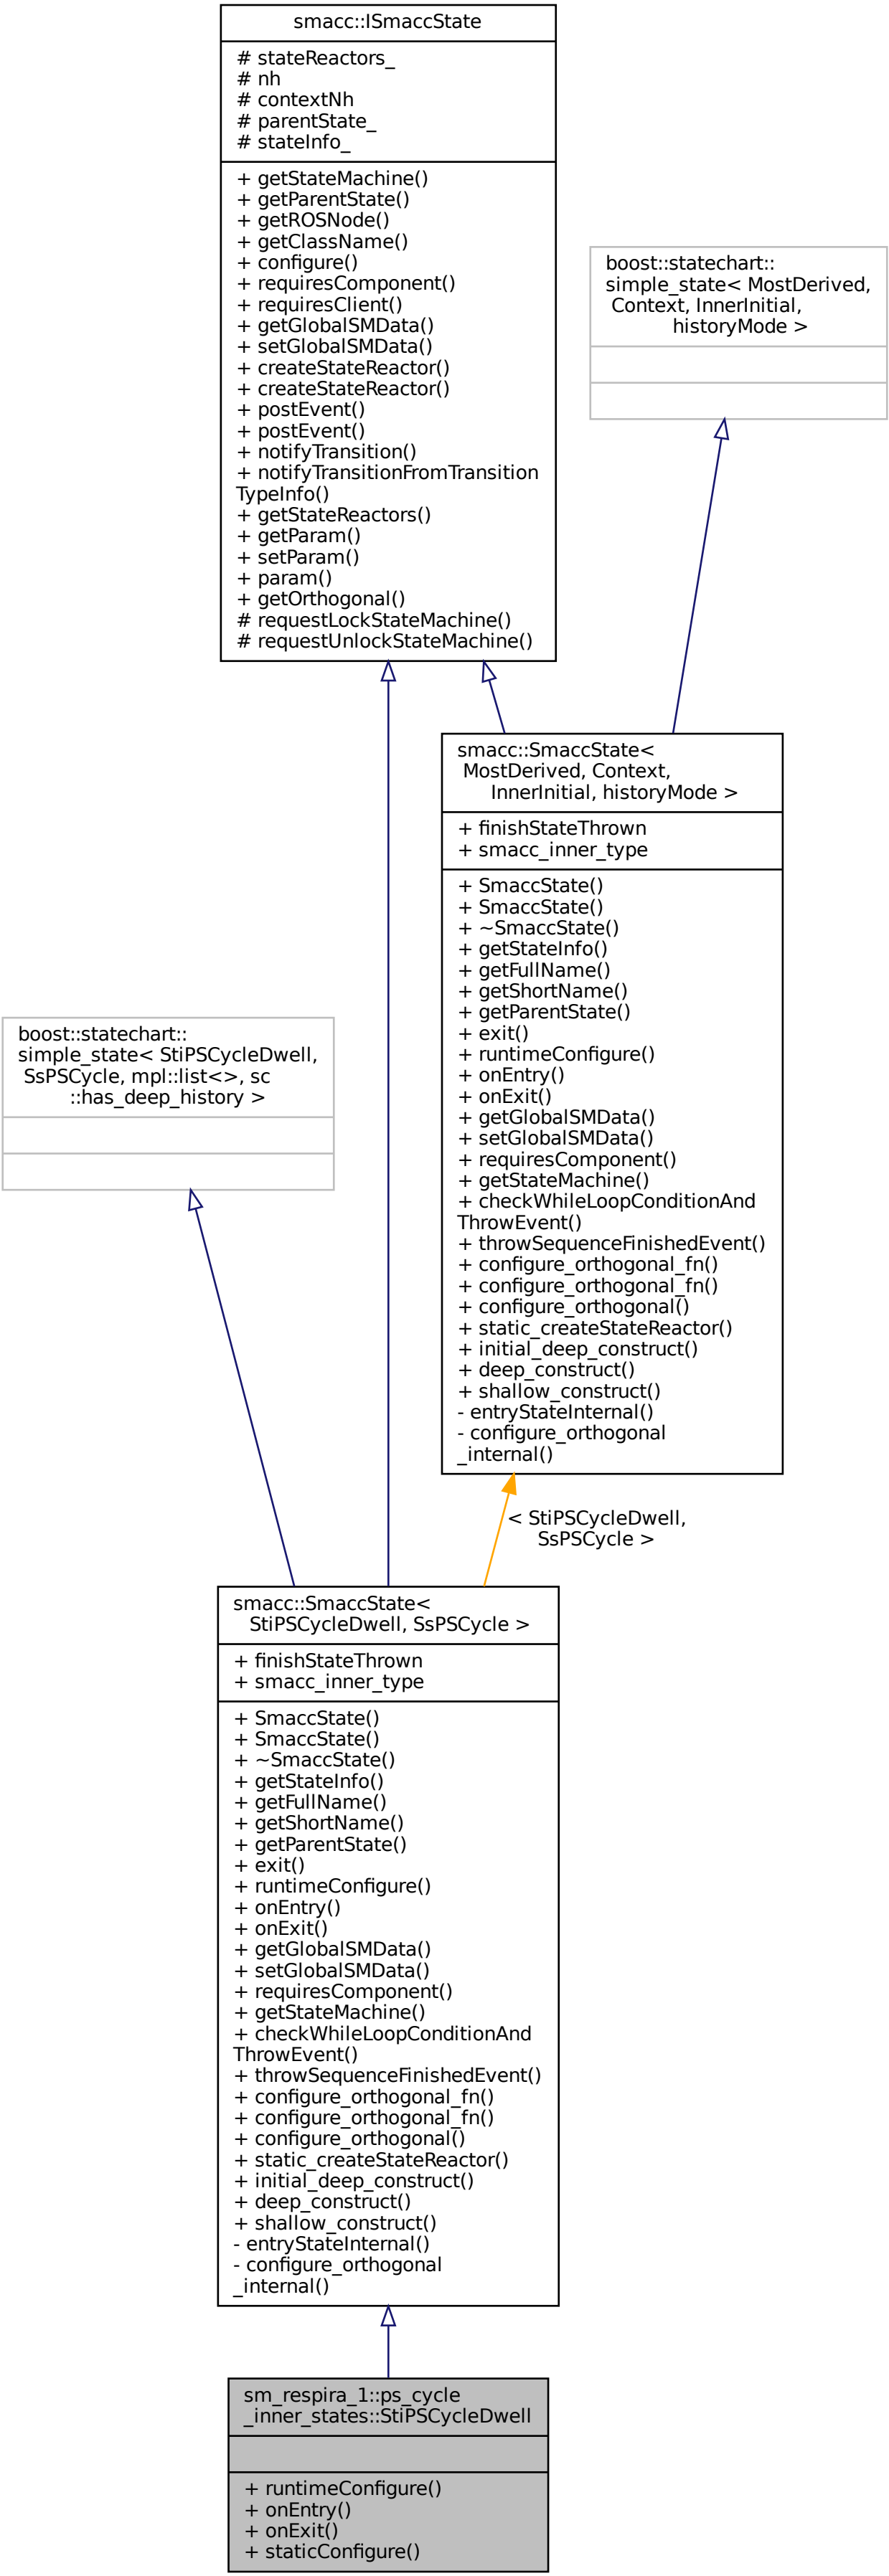 smacc::ISmaccState
# stateReactors_
# nh
# contextNh
# parentState_
# stateInfo_
+ getStateMachine()
+ getParentState()
+ getROSNode()
+ getClassName()
+ configure()
+ requiresComponent()
+ requiresClient()
+ getGlobalSMData()
+ setGlobalSMData()
+ createStateReactor()
+ createStateReactor()
+ postEvent()
+ postEvent()
+ notifyTransition()
+ notifyTransitionFromTransition
TypeInfo()
+ getStateReactors()
+ getParam()
+ setParam()
+ param()
+ getOrthogonal()
# requestLockStateMachine()
# requestUnlockStateMachine()
boost::statechart::
simple_state< MostDerived,
Context, InnerInitial,
historyMode >
smacc::SmaccState<
MostDerived, Context,
InnerInitial, historyMode >
+ finishStateThrown
+ smacc_inner_type
+ SmaccState()
+ SmaccState()
+ ~SmaccState()
+ getStateInfo()
+ getFullName()
+ getShortName()
+ getParentState()
+ exit()
+ runtimeConfigure()
+ onEntry()
+ onExit()
+ getGlobalSMData()
+ setGlobalSMData()
+ requiresComponent()
+ getStateMachine()
+ checkWhileLoopConditionAnd
ThrowEvent()
+ throwSequenceFinishedEvent()
+ configure_orthogonal_fn()
+ configure_orthogonal_fn()
+ configure_orthogonal()
+ static_createStateReactor()
+ initial_deep_construct()
+ deep_construct()
+ shallow_construct()
- entryStateInternal()
- configure_orthogonal
_internal()
boost::statechart::
simple_state< StiPSCycleDwell,
SsPSCycle, mpl::list<>, sc
::has_deep_history >
< StiPSCycleDwell,
SsPSCycle >
smacc::SmaccState<
StiPSCycleDwell, SsPSCycle >
+ finishStateThrown
+ smacc_inner_type
+ SmaccState()
+ SmaccState()
+ ~SmaccState()
+ getStateInfo()
+ getFullName()
+ getShortName()
+ getParentState()
+ exit()
+ runtimeConfigure()
+ onEntry()
+ onExit()
+ getGlobalSMData()
+ setGlobalSMData()
+ requiresComponent()
+ getStateMachine()
+ checkWhileLoopConditionAnd
ThrowEvent()
+ throwSequenceFinishedEvent()
+ configure_orthogonal_fn()
+ configure_orthogonal_fn()
+ configure_orthogonal()
+ static_createStateReactor()
+ initial_deep_construct()
+ deep_construct()
+ shallow_construct()
- entryStateInternal()
- configure_orthogonal
_internal()
sm_respira_1::ps_cycle
_inner_states::StiPSCycleDwell
+ runtimeConfigure()
+ onEntry()
+ onExit()
+ staticConfigure()